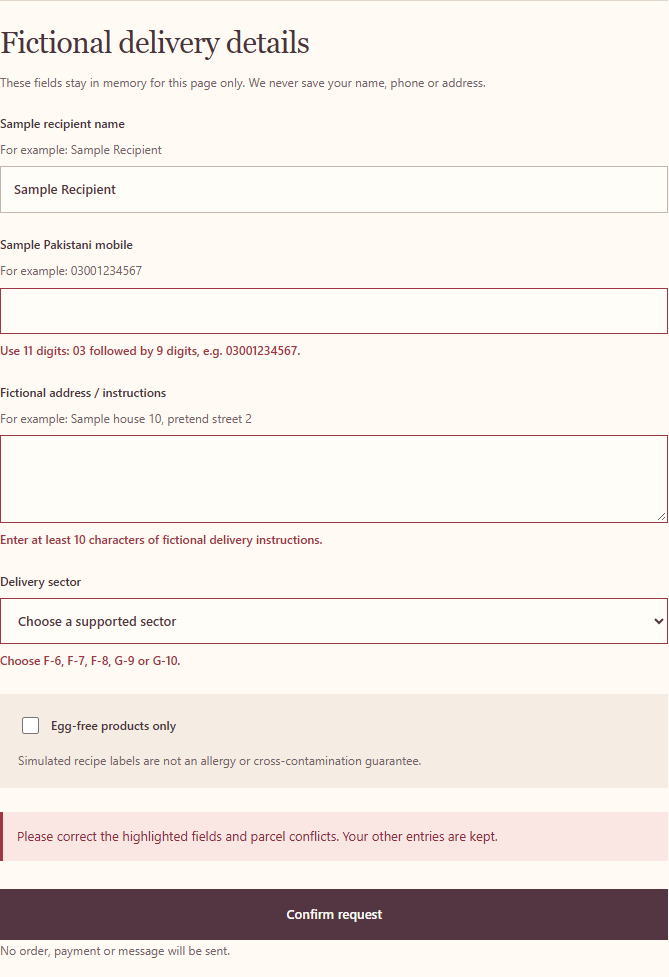 Fictional delivery details
These fields stay in memory for this page only. We never save your name, phone or address.
Sample recipient name
For example: Sample Recipient
Sample Recipient
Sample Pakistani mobile
For example: 03001234567
Use 11 digits: 03 followed by 9 digits, e.g. 03001234567.
Fictional address / instructions
For example: Sample house 10, pretend street 2
Enter at least 10 characters of fictional delivery instructions.
Delivery sector
Choose a supported sector
Choose F-6, F-7, F-8, G-9 or G-10.
Egg-free products only
Simulated recipe labels are not an allergy or cross-contamination guarantee.
Please correct the highlighted fields and parcel conflicts. Your other entries are kept.
Confirm request
No order, payment or message will be sent.